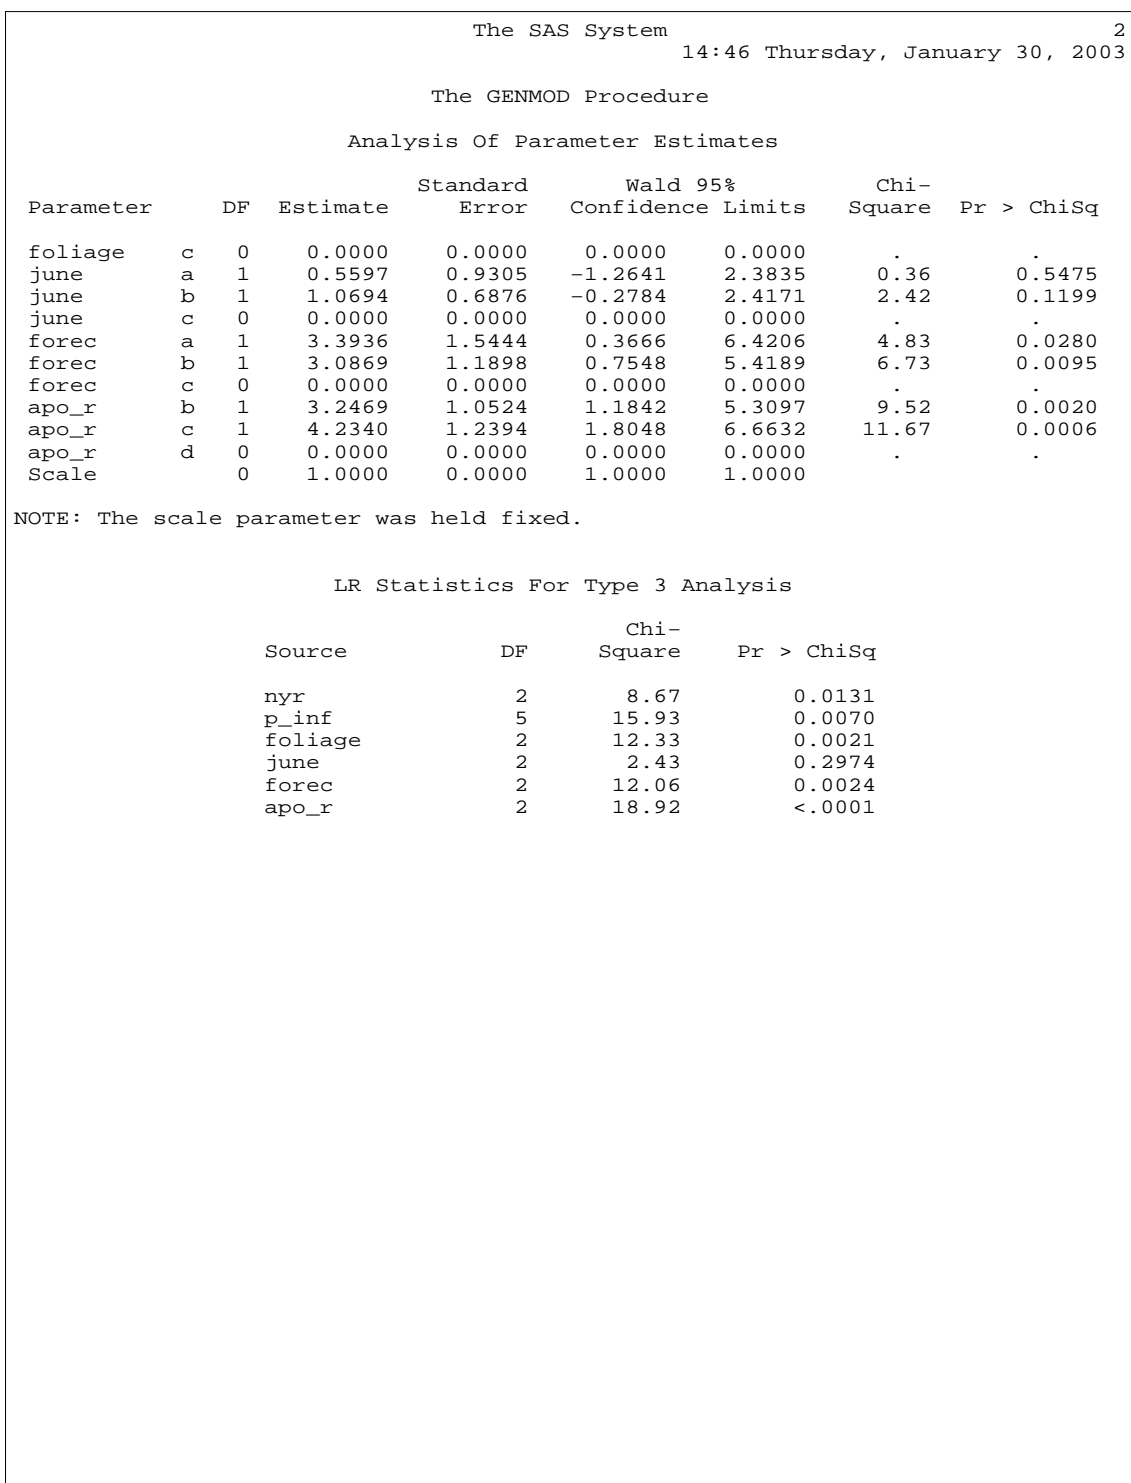 The SAS System 2
14:46 Thursday, January 30, 2003
The GENMOD Procedure
Analysis Of Parameter Estimates
Standard Wald 95% Chi-
Parameter DF Estimate Error Confidence Limits Square Pr > ChiSq
foliage c 0 0.0000 0.0000 0.0000 0.0000 . .
june a 1 0.5597 0.9305 -1.2641 2.3835 0.36 0.5475
june b 1 1.0694 0.6876 -0.2784 2.4171 2.42 0.1199
june c 0 0.0000 0.0000 0.0000 0.0000 . .
forec a 1 3.3936 1.5444 0.3666 6.4206 4.83 0.0280
forec b 1 3.0869 1.1898 0.7548 5.4189 6.73 0.0095
forec c 0 0.0000 0.0000 0.0000 0.0000 . .
apo_r b 1 3.2469 1.0524 1.1842 5.3097 9.52 0.0020
apo_r c 1 4.2340 1.2394 1.8048 6.6632 11.67 0.0006
apo_r d 0 0.0000 0.0000 0.0000 0.0000 . .
Scale 0 1.0000 0.0000 1.0000 1.0000
NOTE: The scale parameter was held fixed.
LR Statistics For Type 3 Analysis
Chi-
Source DF Square Pr > ChiSq
nyr 2 8.67 0.0131
p_inf 5 15.93 0.0070
foliage 2 12.33 0.0021
june 2 2.43 0.2974
forec 2 12.06 0.0024
apo_r 2 18.92 <.0001